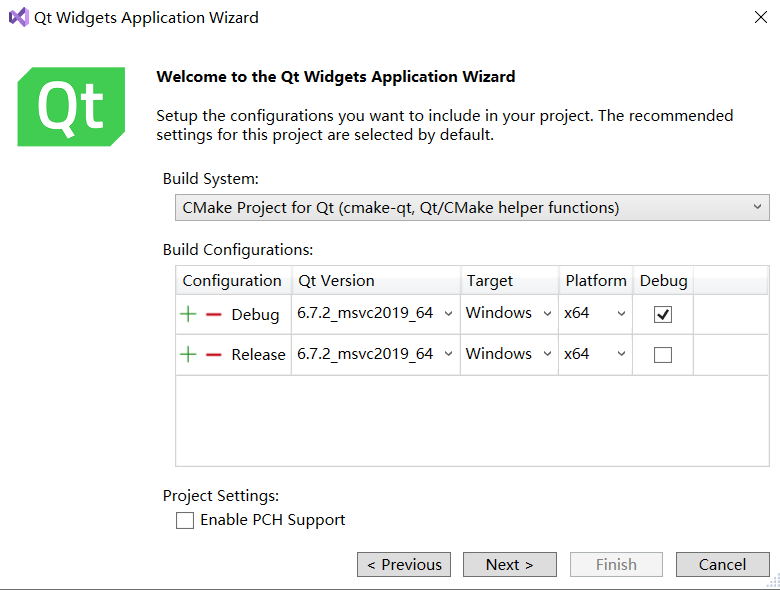 Qt Widgets Application Wizard
Qt
Welcome to the Qt Widgets Application Wizard
Setup the configurations you want to include in your project. The recommended
settings for this project are selected by default.
Build System:
CMake Project for Qt (cmake-qt, Qt/CMake helper functions)
Build Configurations:
Configuration Qt Version Target Platform Debug
Debug 6.7.2_msvc2019_64 Windows x64
Release 6.7.2_msvc2019_64 Windows x64
Project Settings:
Enable PCH Support
< Previous Next > Finish Cancel